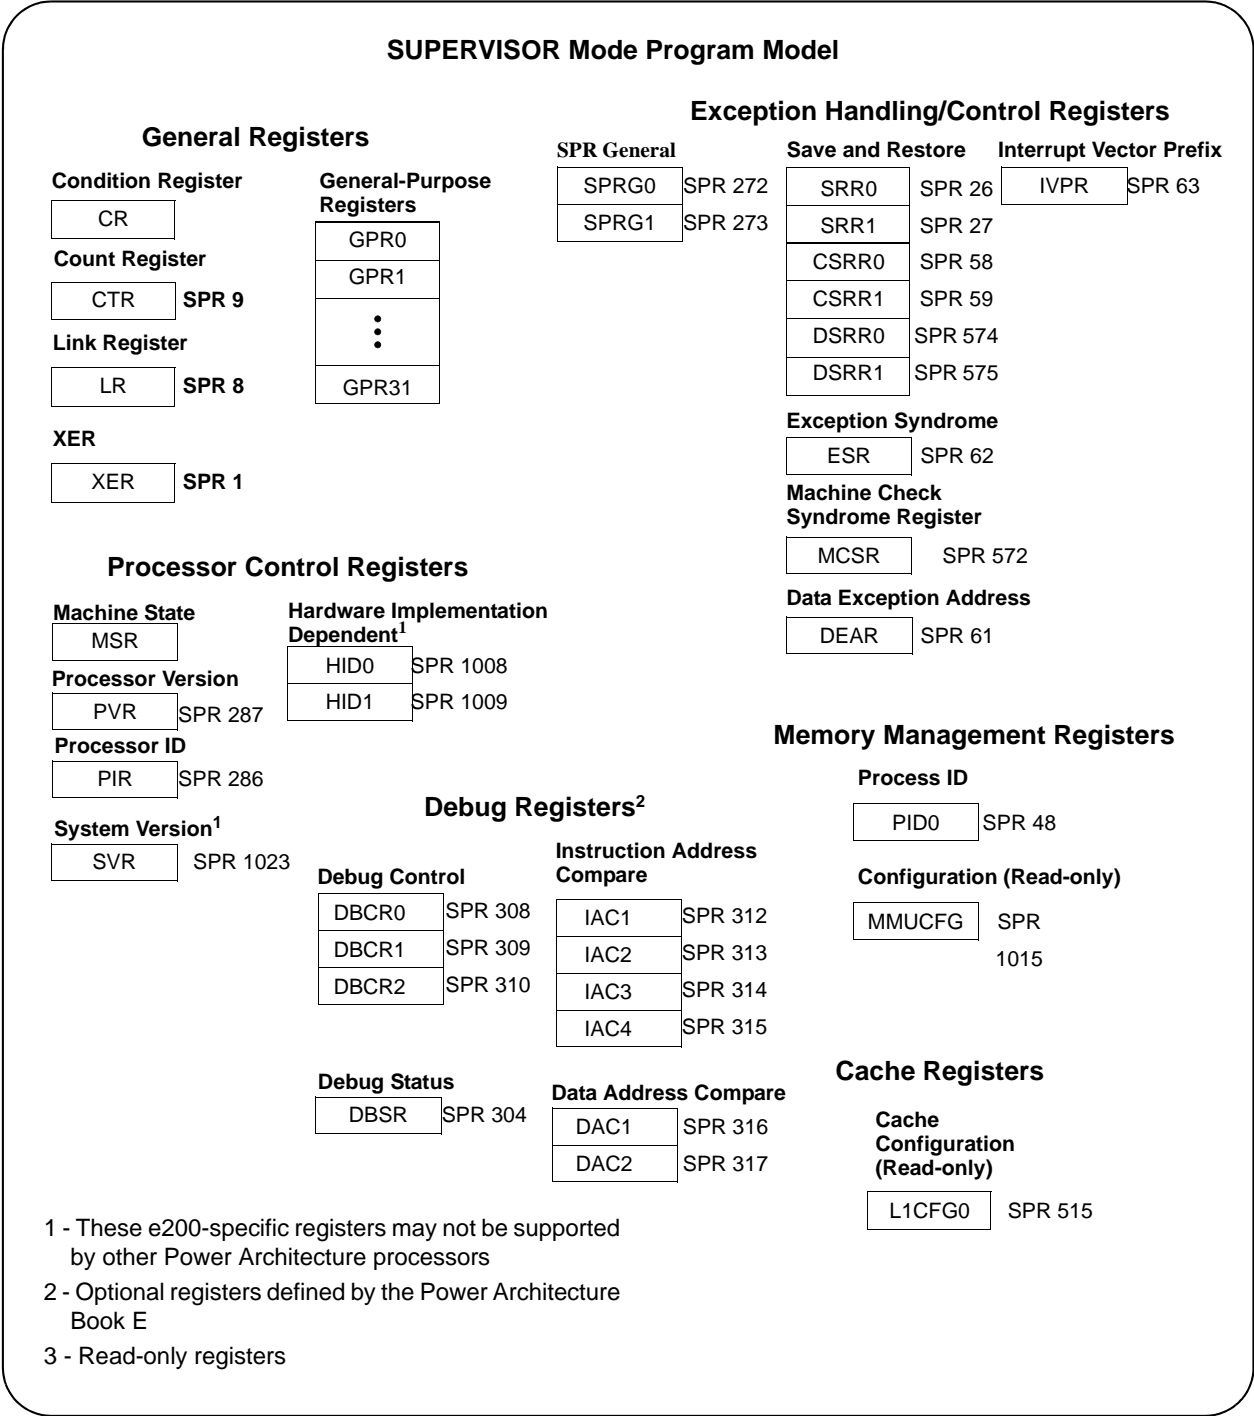 SUPERVISOR Mode Program Model
General Registers
Condition Register
CR
Count Register
CTR SPR 9
Link Register
LR SPR 8
XER
XER SPR 1
General-Purpose
Registers
GPR0
GPR1
GPR31
Exception Handling/Control Registers
SPR General
SPRG0 SPR 272
SPRG1 SPR 273
Save and Restore
SRR0 SPR 26
SRR1 SPR 27
CSRR0 SPR 58
CSRR1 SPR 59
DSRR0 SPR 574
DSRR1 SPR 575
Interrupt Vector Prefix
IVPR SPR 63
Exception Syndrome
ESR SPR 62
Machine Check
Syndrome Register
MCSR SPR 572
Data Exception Address
DEAR SPR 61
Processor Control Registers
Machine State
MSR
Processor Version
PVR SPR 287
Processor ID
PIR SPR 286
System Version1
SVR SPR 1023
Hardware Implementation
Dependent1
HID0 SPR 1008
HID1 SPR 1009
Debug Registers2
Debug Control
DBCR0 SPR 308
DBCR1 SPR 309
DBCR2 SPR 310
Debug Status
DBSR SPR 304
Instruction Address
Compare
IAC1 SPR 312
IAC2 SPR 313
IAC3 SPR 314
IAC4 SPR 315
Data Address Compare
DAC1 SPR 316
DAC2 SPR 317
Memory Management Registers
Process ID
PID0 SPR 48
Configuration (Read-only)
MMUCFG SPR
1015
Cache Registers
Cache
Configuration
(Read-only)
L1CFG0 SPR 515
1 - These e200-specific registers may not be supported
by other Power Architecture processors
2 - Optional registers defined by the Power Architecture
Book E
3 - Read-only registers